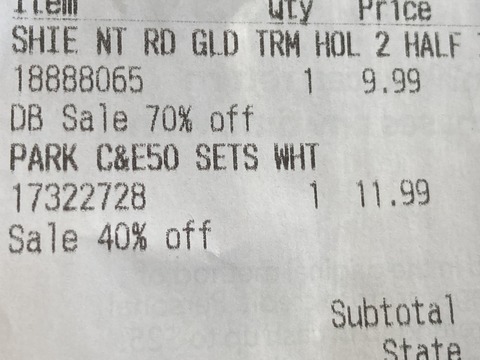 Item Qty Price
SHIE NT RD GLD TRM HOL 2 HALF
18888065 1 9.99
DB Sale 70% off
PARK C&E50 SETS WHT
17322728 1 11.99
Sale 40% off
Subtotal
State